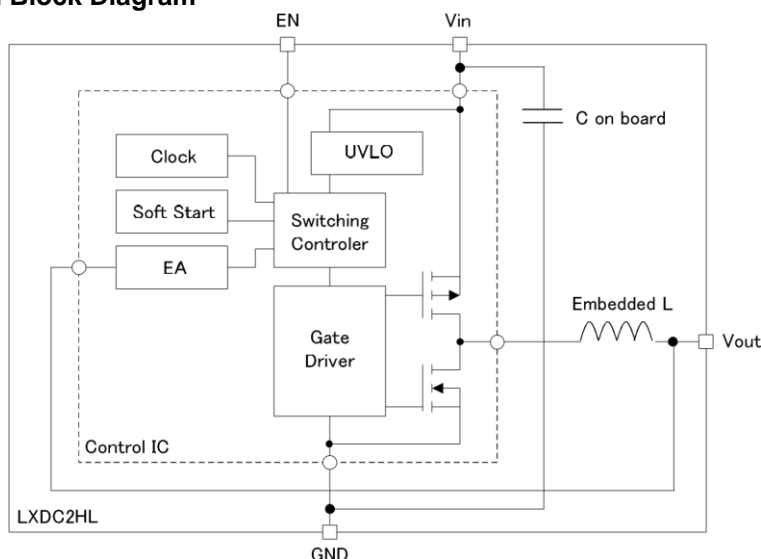 Block Diagram
EN
Vin
C on board
Clock
UVLO
Soft Start
Switching
Controler
EA
Embedded L
Gate
Driver
Vout
Control IC
LXDC2HL
GND